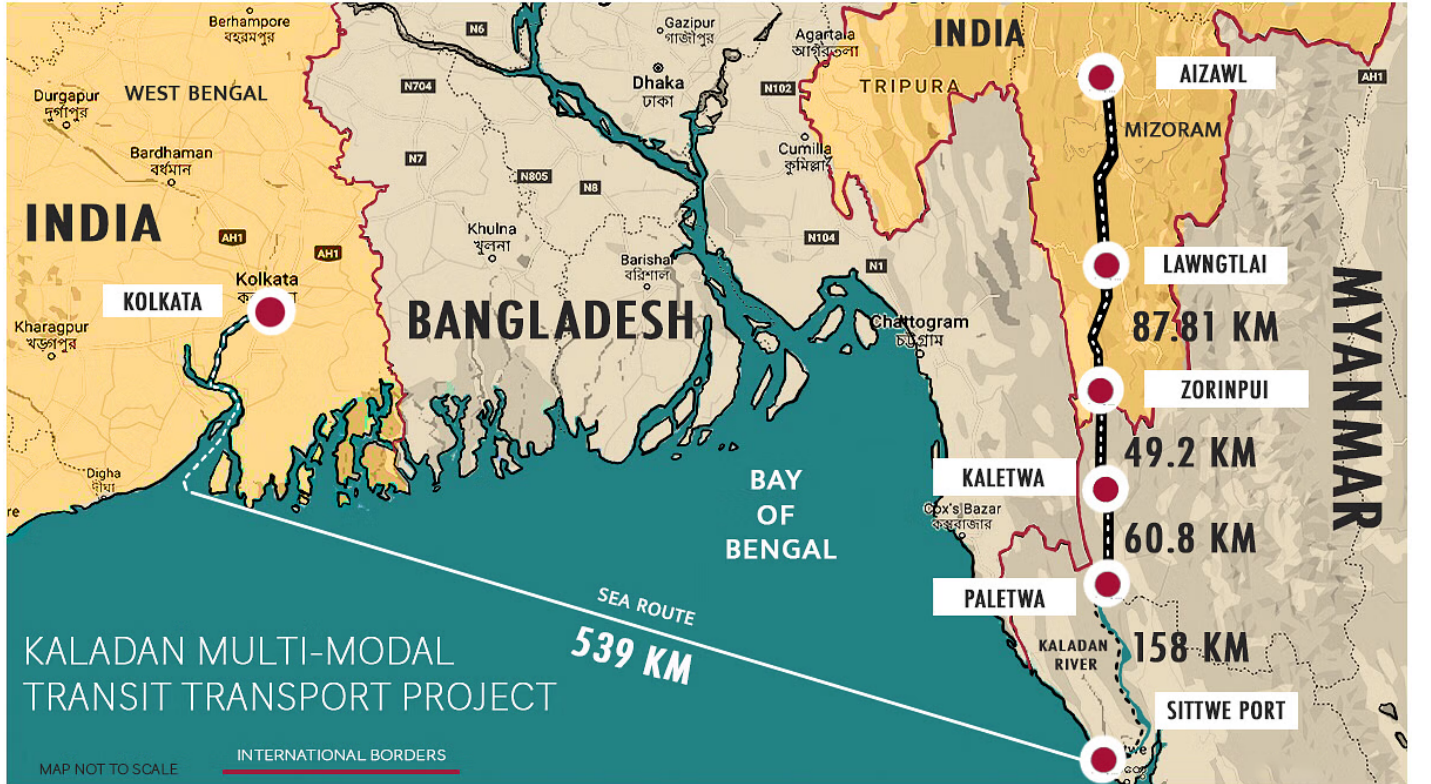 Berhampore
বহরমপুর
N6
Gazipur
গাজীপুর
Agartala
আগরতলা
INDIA
AIZAWL
AH1
Durgapur
দুর্গাপুর
WEST BENGAL
N704
Dhaka
ঢাকা
N102
TRIPURA
MIZORAM
Bardhaman
বর্ধমান
N7
N805
N8
Cumilla
কুমিল্লা
INDIA
AH1
AH1
Khulna
খুলনা
N104
N1
Barishal
বরিশাল
LAWNGTLAI
Kolkata
KOLKATA
BANGLADESH
Chattogram
চট্টগ্রাম
87.81 KM
MYANMAR
Kharagpur
খড়গপুর
ZORINPUI
49.2 KM
Digha
দীঘা
BAY
OF
BENGAL
KALETWA
Cox's Bazar
কক্সবাজার
60.8 KM
SEA ROUTE
539 KM
PALETWA
KALADAN
RIVER
158 KM
KALADAN MULTI-MODAL
TRANSIT TRANSPORT PROJECT
SITTWE PORT
MAP NOT TO SCALE
INTERNATIONAL BORDERS